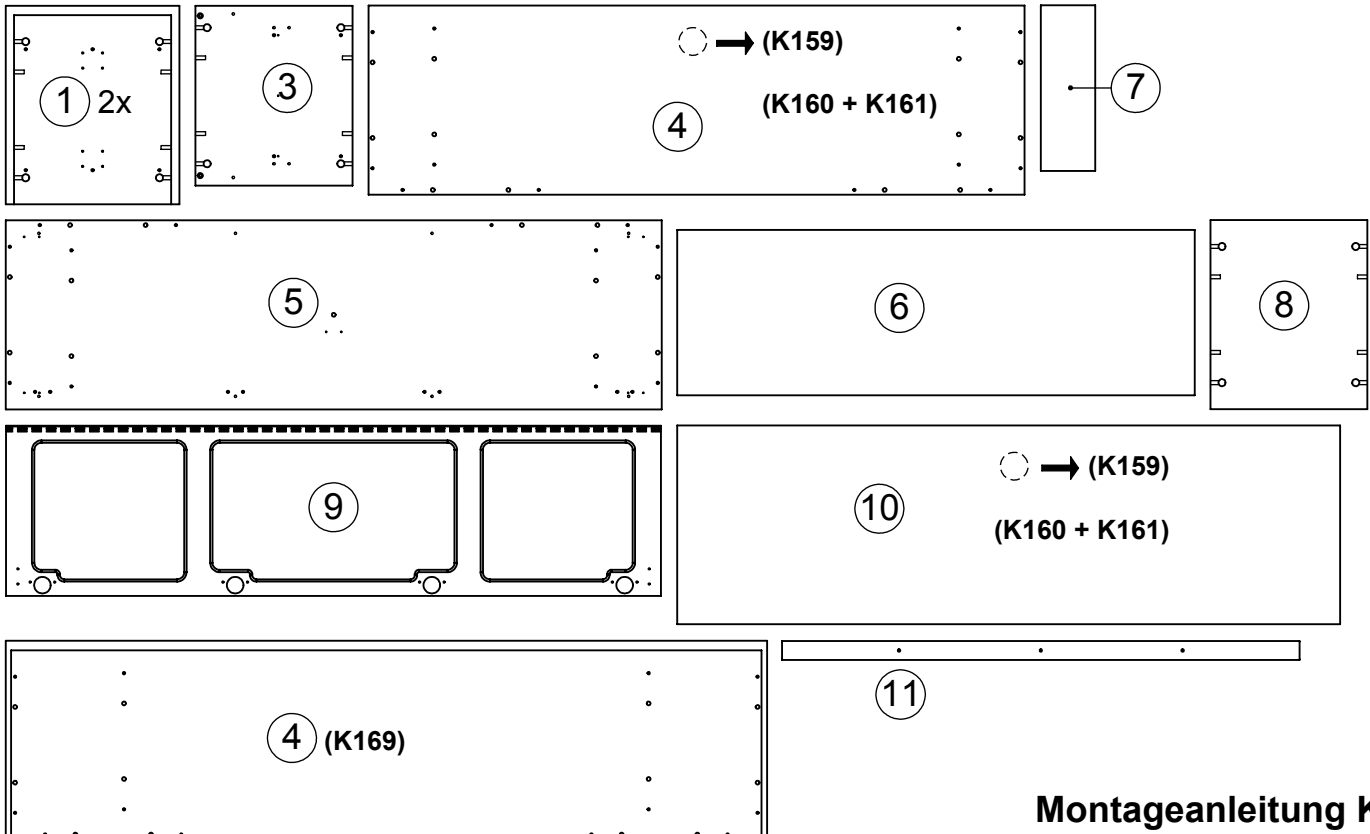 1 2x
3
(K159)
4
(K160 + K161)
7
5
6
8
9
(K159)
10
(K160 + K161)
4 (K169)
11
Montageanleitung K